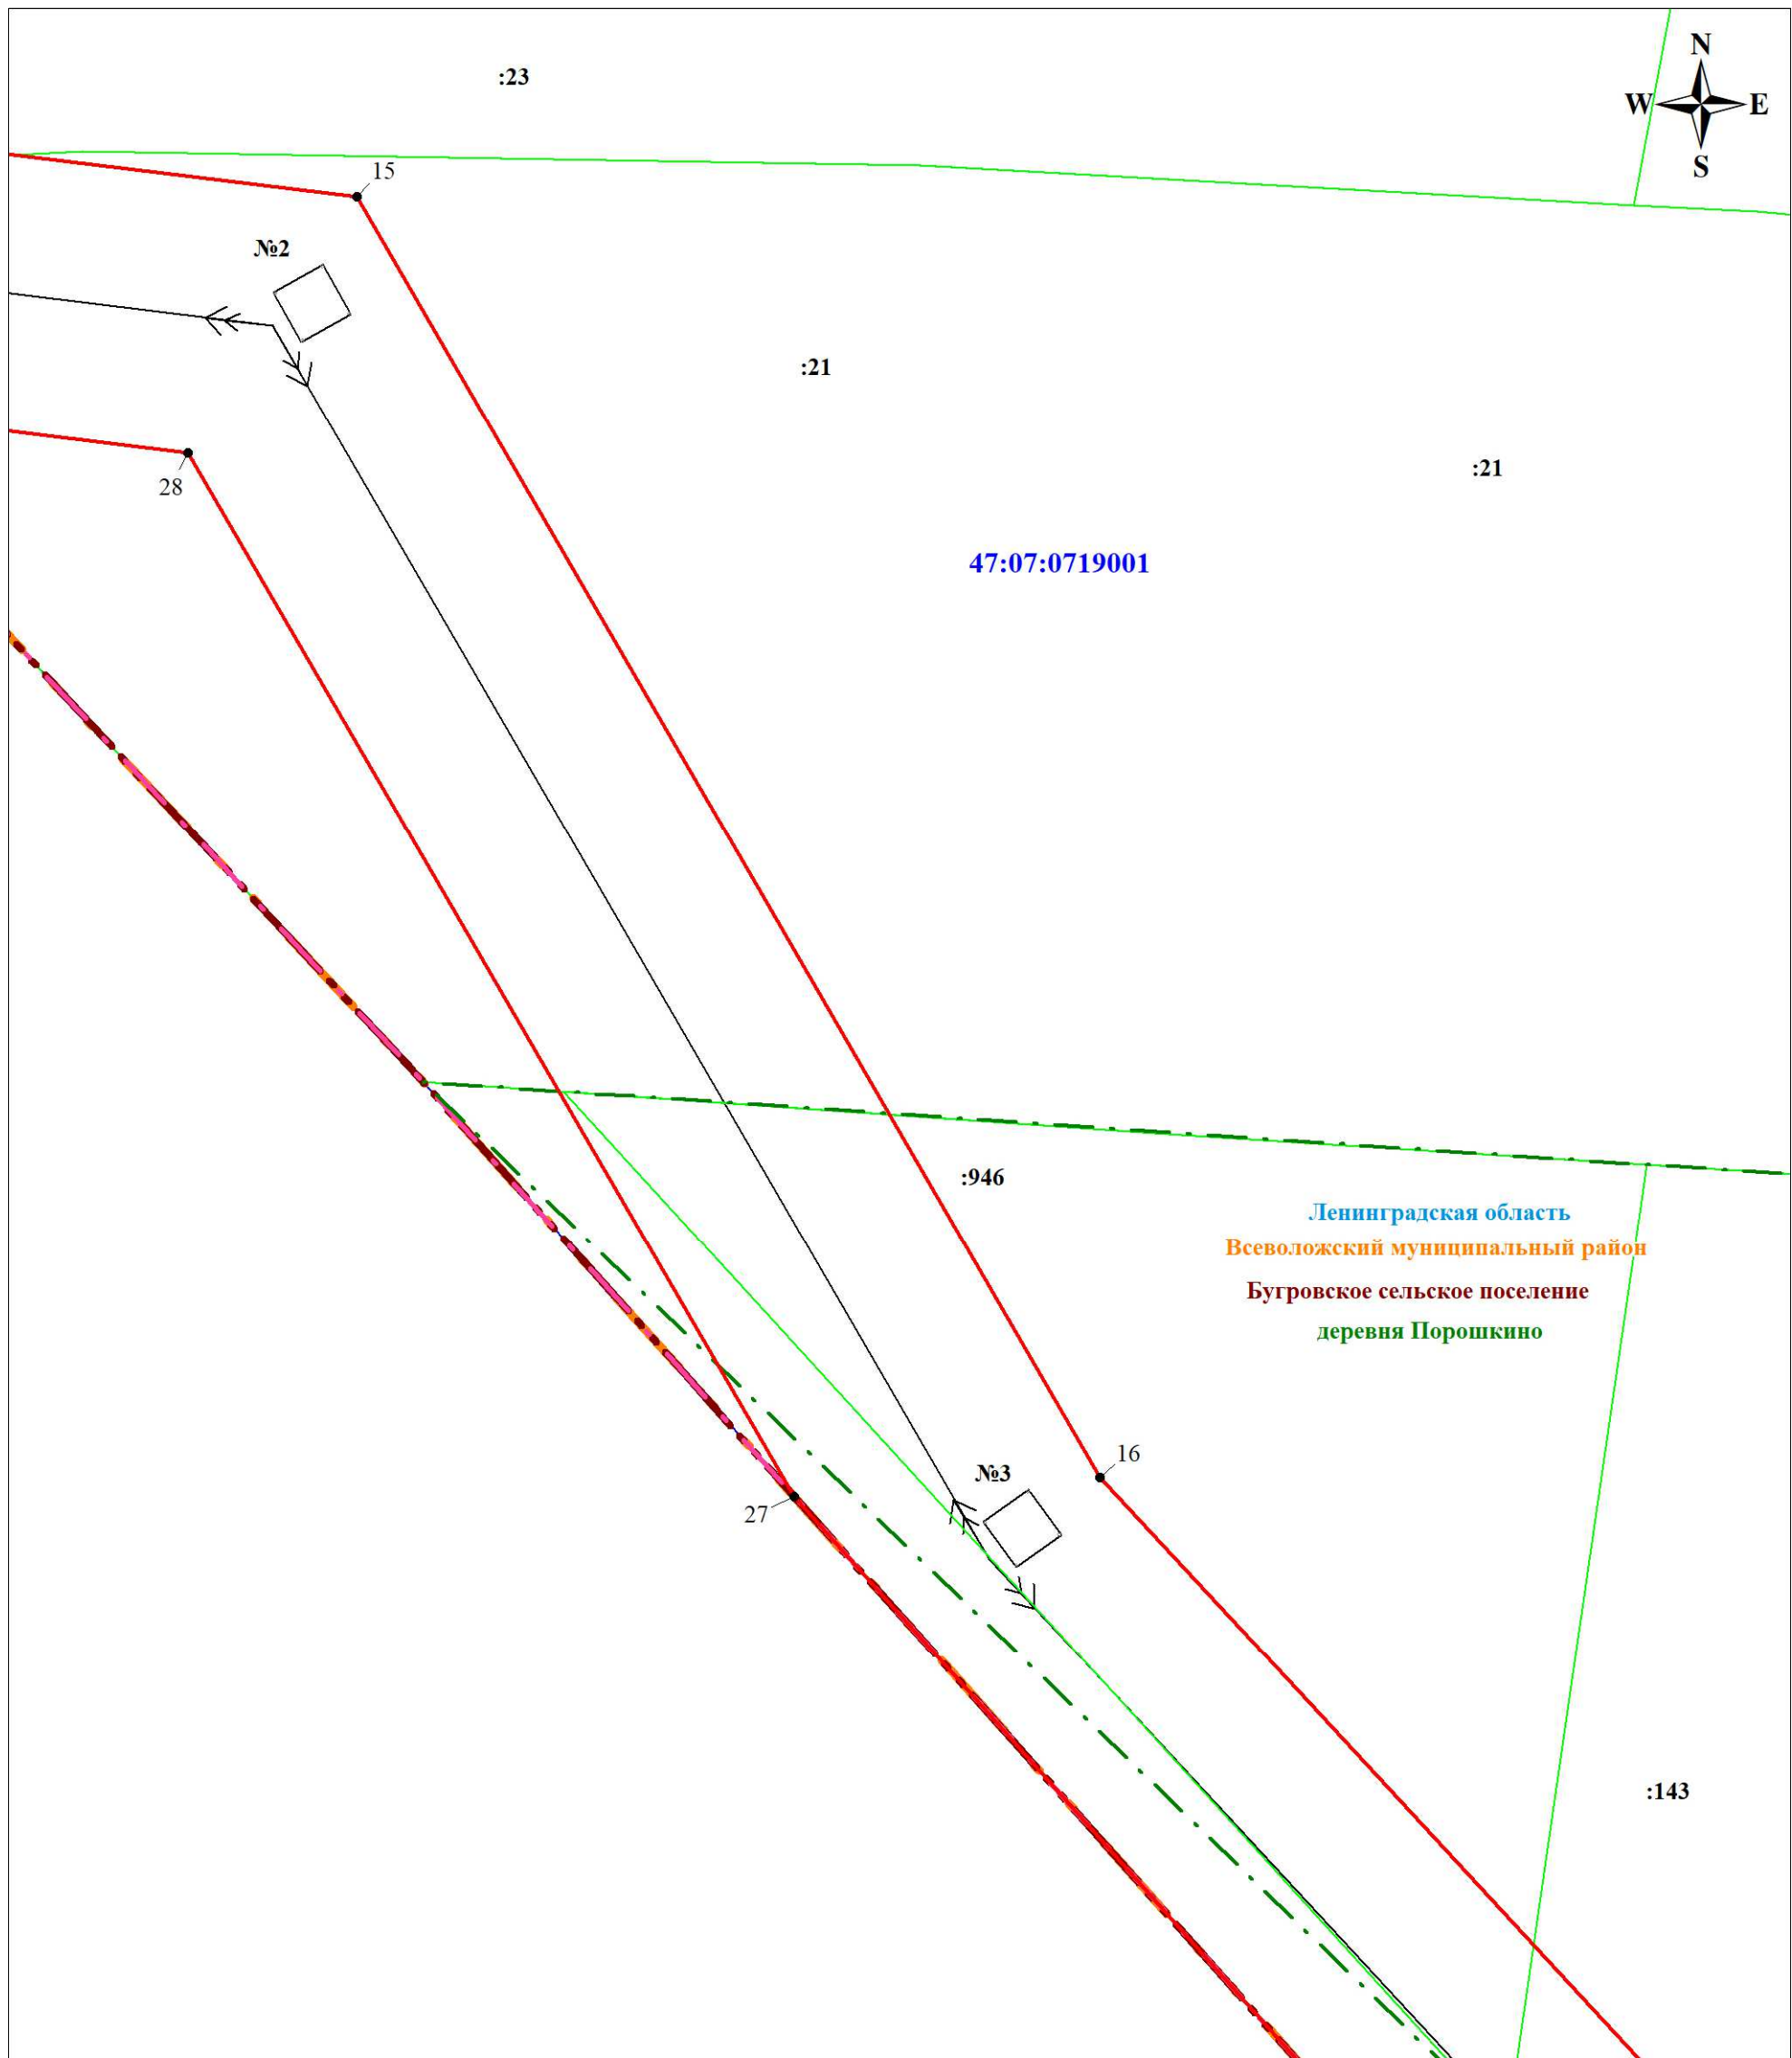 :23
N
W E
S
15
№2
:21
:21
28
47:07:0719001
:946
Ленинградская область
Всеволожский муниципальный район
Бугровское сельское поселение
деревня Порошкино
16
№3
27
:143